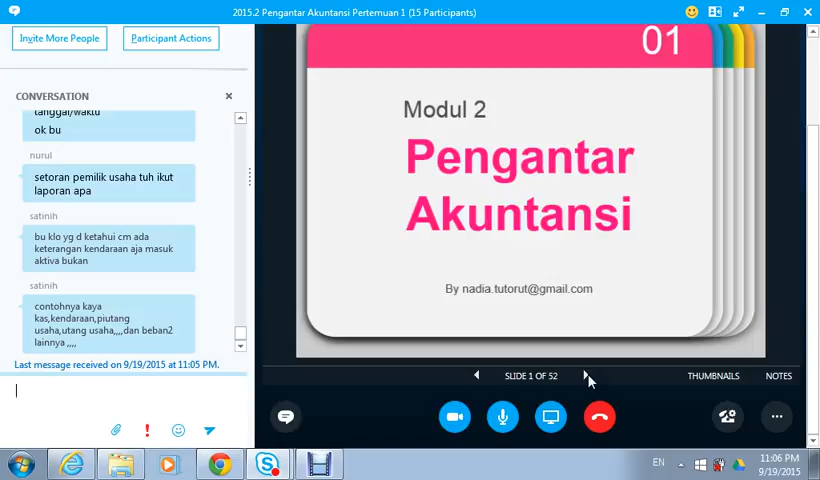 2015.2 Pengantar Akuntansi Pertemuan 1 (15 Participants)
Invite More People
Participant Actions
CONVERSATION
tanggal/waktu
ok bu
nurul
setoran pemilik usaha tuh ikut
laporan apa
satinih
bu klo yg d ketahui cm ada
keterangan kendaraan aja masuk
aktiva bukan
satinih
contohnya kaya
kas,kendaraan,piutang
usaha,utang usaha,,,,dan beban2
lainnya ,,,,
Last message received on 9/19/2015 at 11:05 PM.
01
Modul 2
Pengantar
Akuntansi
By nadia.tutorut@gmail.com
SLIDE 1 OF 52
THUMBNAILS
NOTES
EN
11:06 PM
9/19/2015